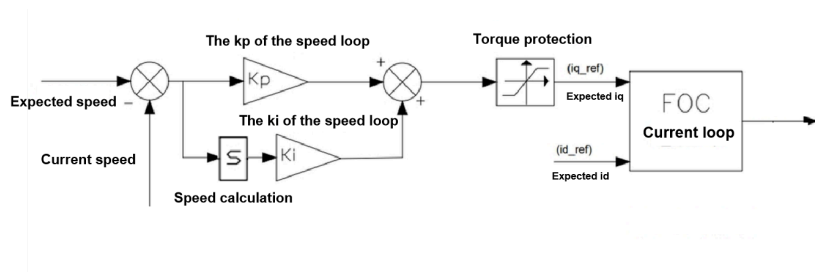 The kp of the speed loop
Torque protection
+
(iq_ref)
Kp
Expected iq
FOC
Expected speed
−
+
The ki of the speed loop
Current loop
Current speed
S
Ki
(id_ref)
Expected id
Speed calculation